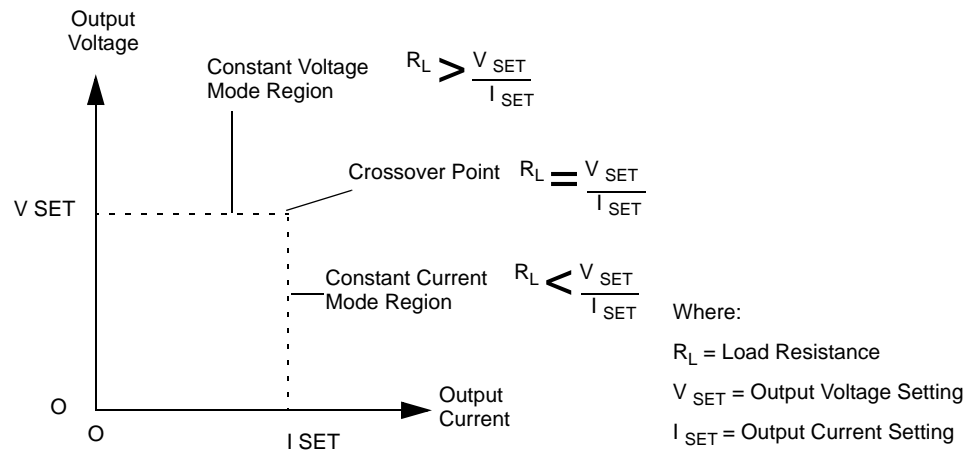 Output
Voltage
Constant Voltage
Mode Region
R_L > V SET / I SET
Crossover Point
R_L = V SET / I SET
V SET
Constant Current
Mode Region
R_L < V SET / I SET
Where:
R_L = Load Resistance
V SET = Output Voltage Setting
I SET = Output Current Setting
O
O
I SET
Output
Current